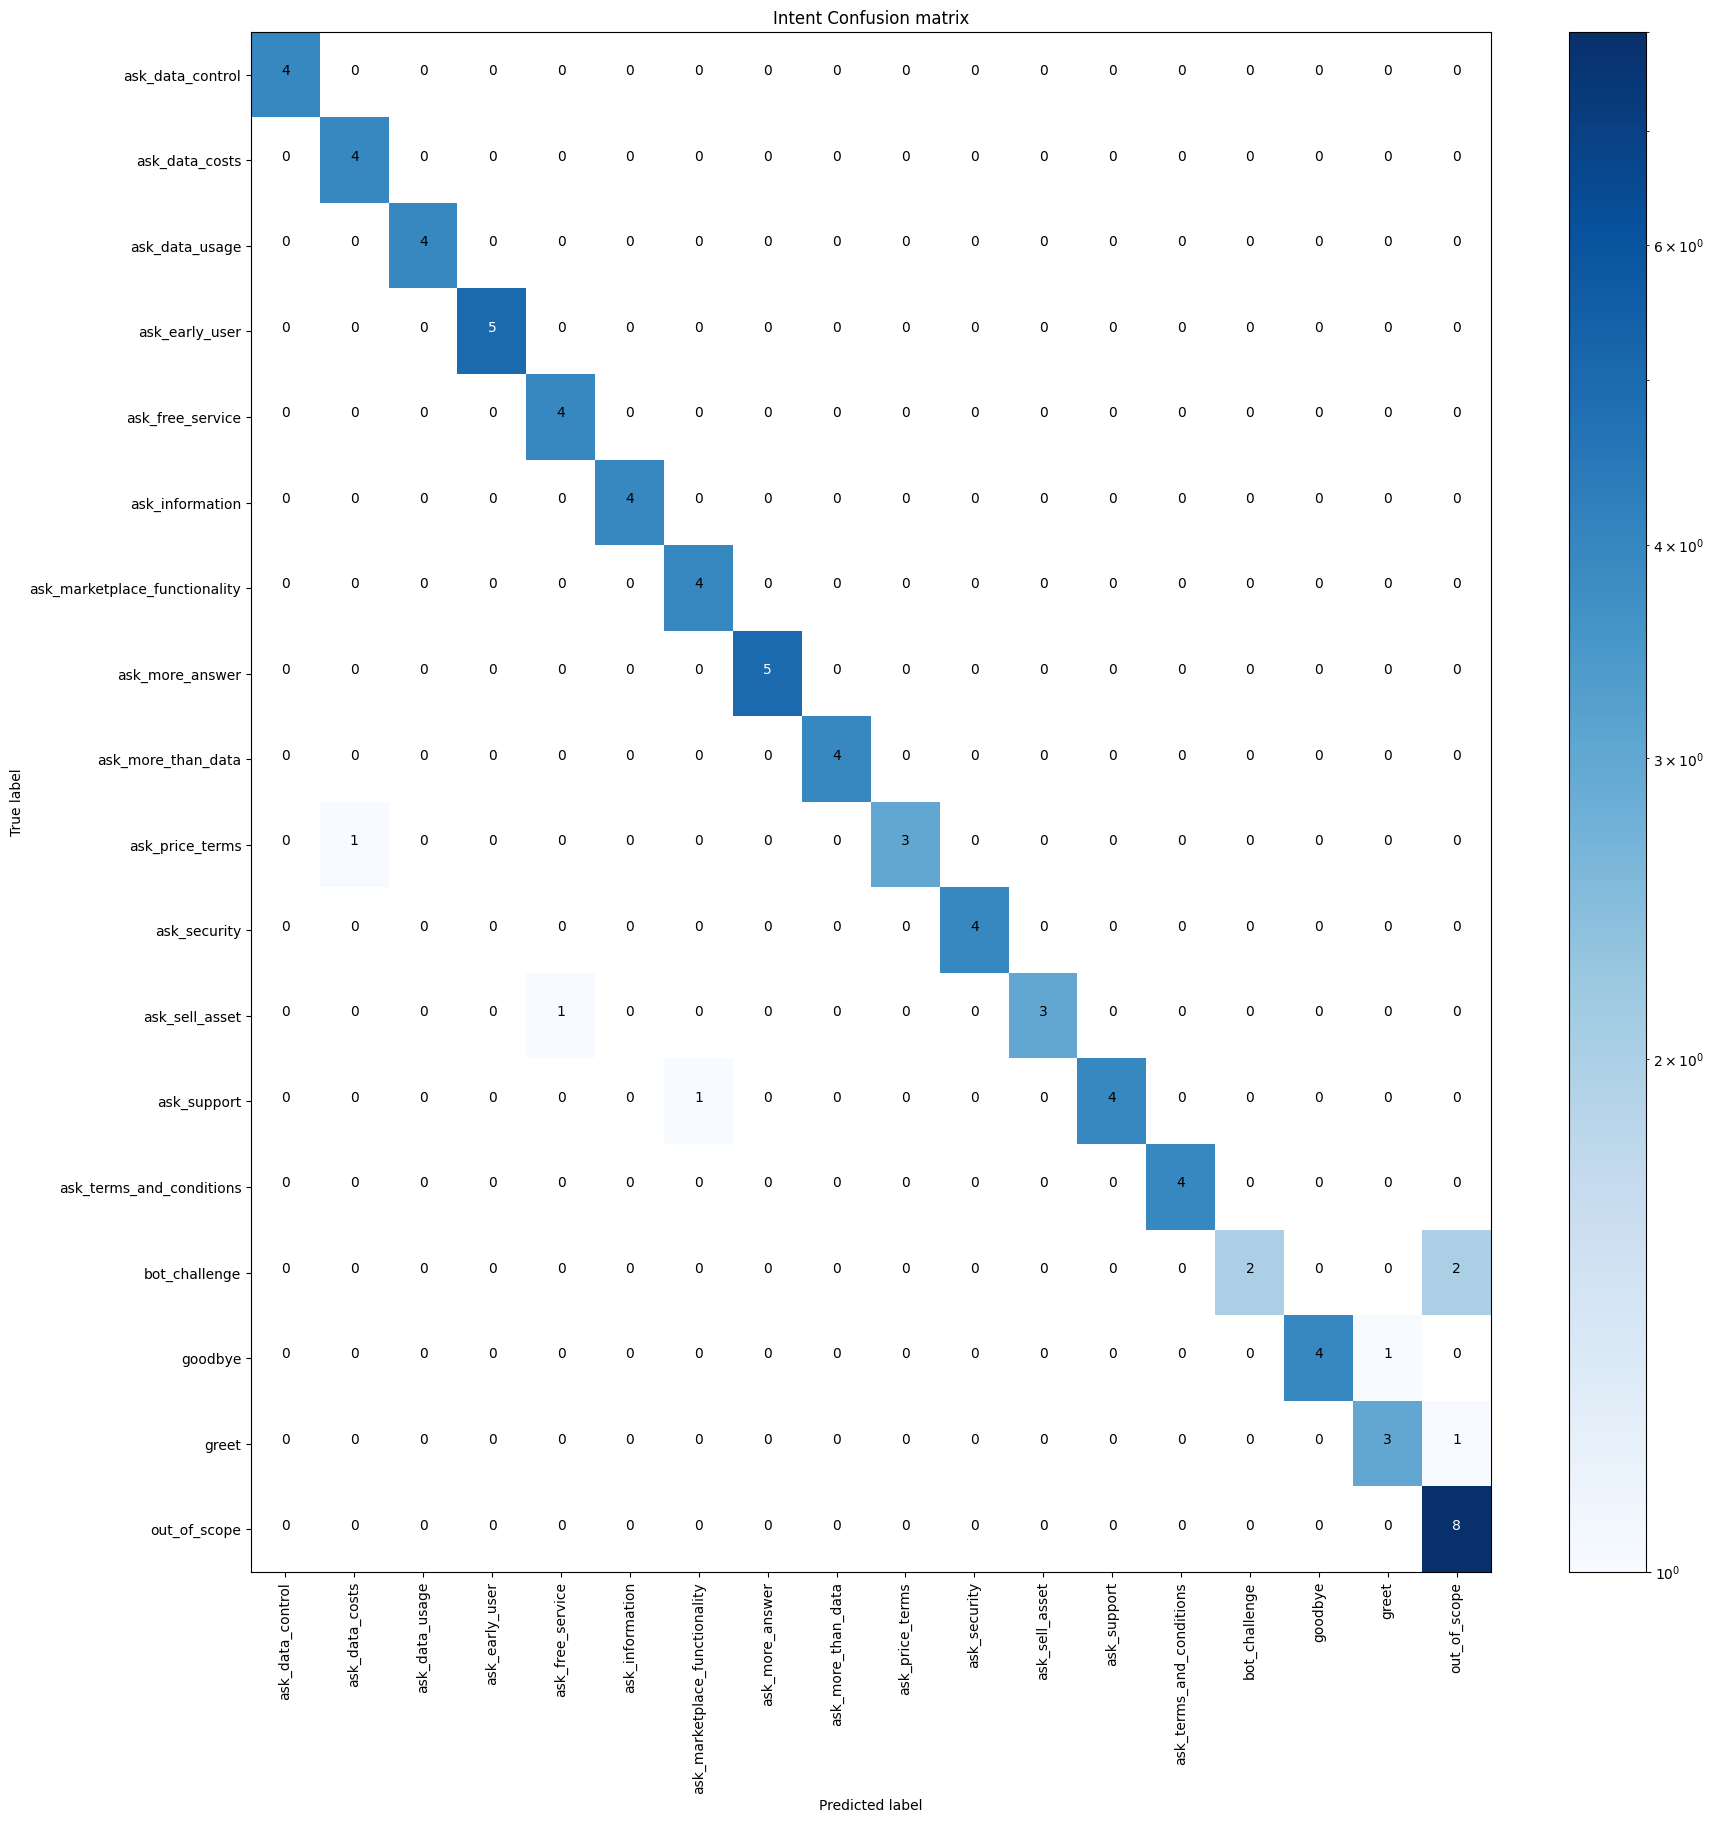 Intent Confusion matrix
ask_data_control 4 0 0 0 0 0 0 0 0 0 0 0 0 0 0 0 0 0
ask_data_costs 0 4 0 0 0 0 0 0 0 0 0 0 0 0 0 0 0 0
ask_data_usage 0 0 4 0 0 0 0 0 0 0 0 0 0 0 0 0 0 0
6 × 10⁰
ask_early_user 0 0 0 5 0 0 0 0 0 0 0 0 0 0 0 0 0 0
ask_free_service 0 0 0 0 4 0 0 0 0 0 0 0 0 0 0 0 0 0
ask_information 0 0 0 0 0 4 0 0 0 0 0 0 0 0 0 0 0 0
4 × 10⁰
ask_marketplace_functionality 0 0 0 0 0 0 4 0 0 0 0 0 0 0 0 0 0 0
ask_more_answer 0 0 0 0 0 0 0 5 0 0 0 0 0 0 0 0 0 0
ask_more_than_data 0 0 0 0 0 0 0 0 4 0 0 0 0 0 0 0 0 0
3 × 10⁰
True label
ask_price_terms 0 1 0 0 0 0 0 0 0 3 0 0 0 0 0 0 0 0
ask_security 0 0 0 0 0 0 0 0 0 0 4 0 0 0 0 0 0 0
ask_sell_asset 0 0 0 0 1 0 0 0 0 0 0 3 0 0 0 0 0 0
2 × 10⁰
ask_support 0 0 0 0 0 0 1 0 0 0 0 0 4 0 0 0 0 0
ask_terms_and_conditions 0 0 0 0 0 0 0 0 0 0 0 0 0 4 0 0 0 0
bot_challenge 0 0 0 0 0 0 0 0 0 0 0 0 0 0 2 0 0 2
goodbye 0 0 0 0 0 0 0 0 0 0 0 0 0 0 0 4 1 0
greet 0 0 0 0 0 0 0 0 0 0 0 0 0 0 0 0 3 1
out_of_scope 0 0 0 0 0 0 0 0 0 0 0 0 0 0 0 0 0 8
10⁰
ask_data_control
ask_data_costs
ask_data_usage
ask_early_user
ask_free_service
ask_information
ask_marketplace_functionality
ask_more_answer
ask_more_than_data
ask_price_terms
ask_security
ask_sell_asset
ask_support
ask_terms_and_conditions
bot_challenge
goodbye
greet
out_of_scope
Predicted label